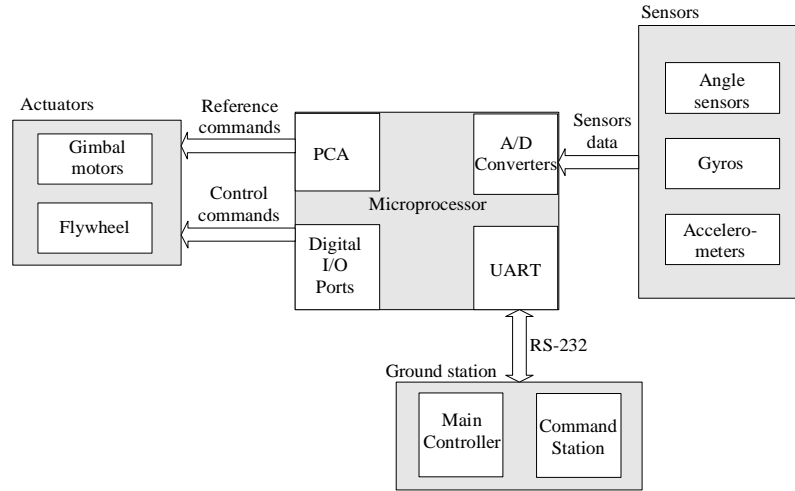 Sensors
Angle
sensors
Gyros
Accelero-
meters
Actuators
Gimbal
motors
Flywheel
Reference
commands
Control
commands
PCA
A/D
Converters
Microprocessor
Digital
I/O
Ports
UART
Sensors
data
RS-232
Ground station
Main
Controller
Command
Station